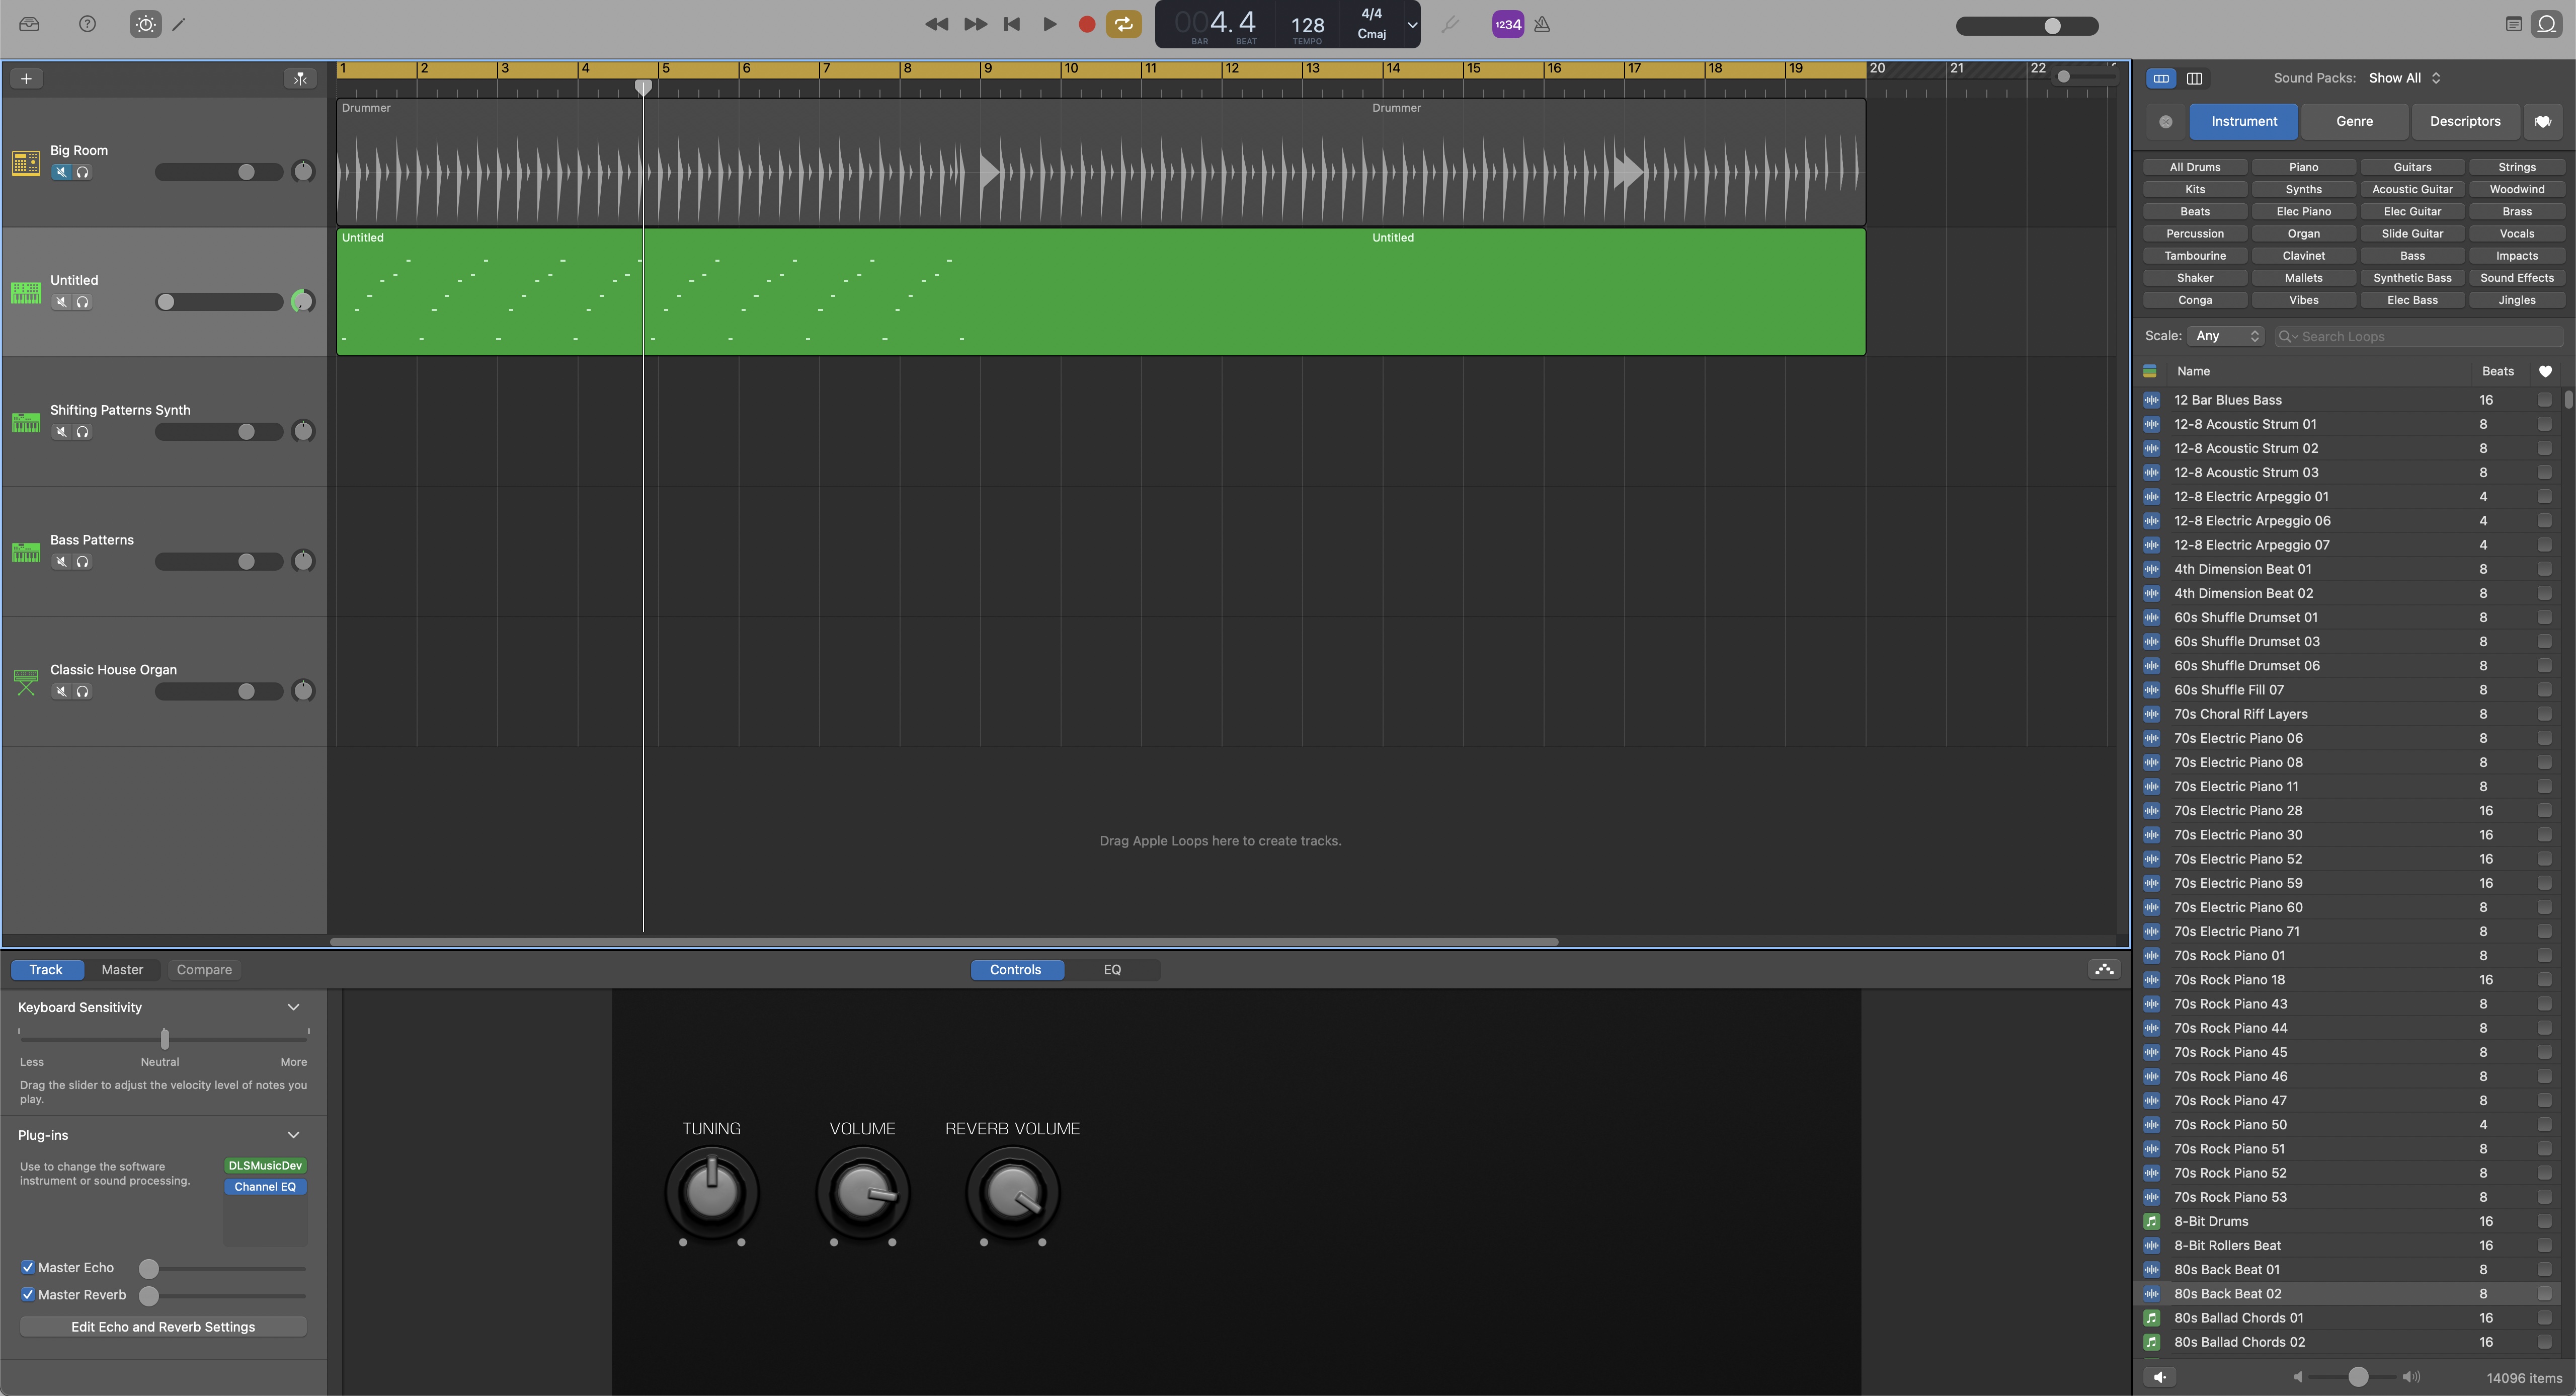 004.4
BAR BEAT
128
TEMPO
4/4
Cmaj
1234
1 2 3 4 5 6 7 8 9 10 11 12 13 14 15 16 17 18 19 20 21 22
Big Room
Drummer Drummer
Untitled
Untitled Untitled
Shifting Patterns Synth
Bass Patterns
Classic House Organ
Drag Apple Loops here to create tracks.
Track Master Compare
Controls EQ
Keyboard Sensitivity
Less Neutral More
Drag the slider to adjust the velocity level of notes you
play.
Plug-ins
Use to change the software
instrument or sound processing.
DLSMusicDev
Channel EQ
Master Echo
Master Reverb
Edit Echo and Reverb Settings
TUNING VOLUME REVERB VOLUME
Sound Packs: Show All
Instrument Genre Descriptors
All Drums Piano Guitars Strings
Kits Synths Acoustic Guitar Woodwind
Beats Elec Piano Elec Guitar Brass
Percussion Organ Slide Guitar Vocals
Tambourine Clavinet Bass Impacts
Shaker Mallets Synthetic Bass Sound Effects
Conga Vibes Elec Bass Jingles
Scale: Any Search Loops
Name Beats
12 Bar Blues Bass 16
12-8 Acoustic Strum 01 8
12-8 Acoustic Strum 02 8
12-8 Acoustic Strum 03 8
12-8 Electric Arpeggio 01 4
12-8 Electric Arpeggio 06 4
12-8 Electric Arpeggio 07 4
4th Dimension Beat 01 8
4th Dimension Beat 02 8
60s Shuffle Drumset 01 8
60s Shuffle Drumset 03 8
60s Shuffle Drumset 06 8
60s Shuffle Fill 07 8
70s Choral Riff Layers 8
70s Electric Piano 06 8
70s Electric Piano 08 8
70s Electric Piano 11 8
70s Electric Piano 28 16
70s Electric Piano 30 16
70s Electric Piano 52 16
70s Electric Piano 59 16
70s Electric Piano 60 8
70s Electric Piano 71 8
70s Rock Piano 01 8
70s Rock Piano 18 16
70s Rock Piano 43 8
70s Rock Piano 44 8
70s Rock Piano 45 8
70s Rock Piano 46 8
70s Rock Piano 47 8
70s Rock Piano 50 4
70s Rock Piano 51 8
70s Rock Piano 52 8
70s Rock Piano 53 8
8-Bit Drums 16
8-Bit Rollers Beat 16
80s Back Beat 01 8
80s Back Beat 02 8
80s Ballad Chords 01 16
80s Ballad Chords 02 16
14096 items